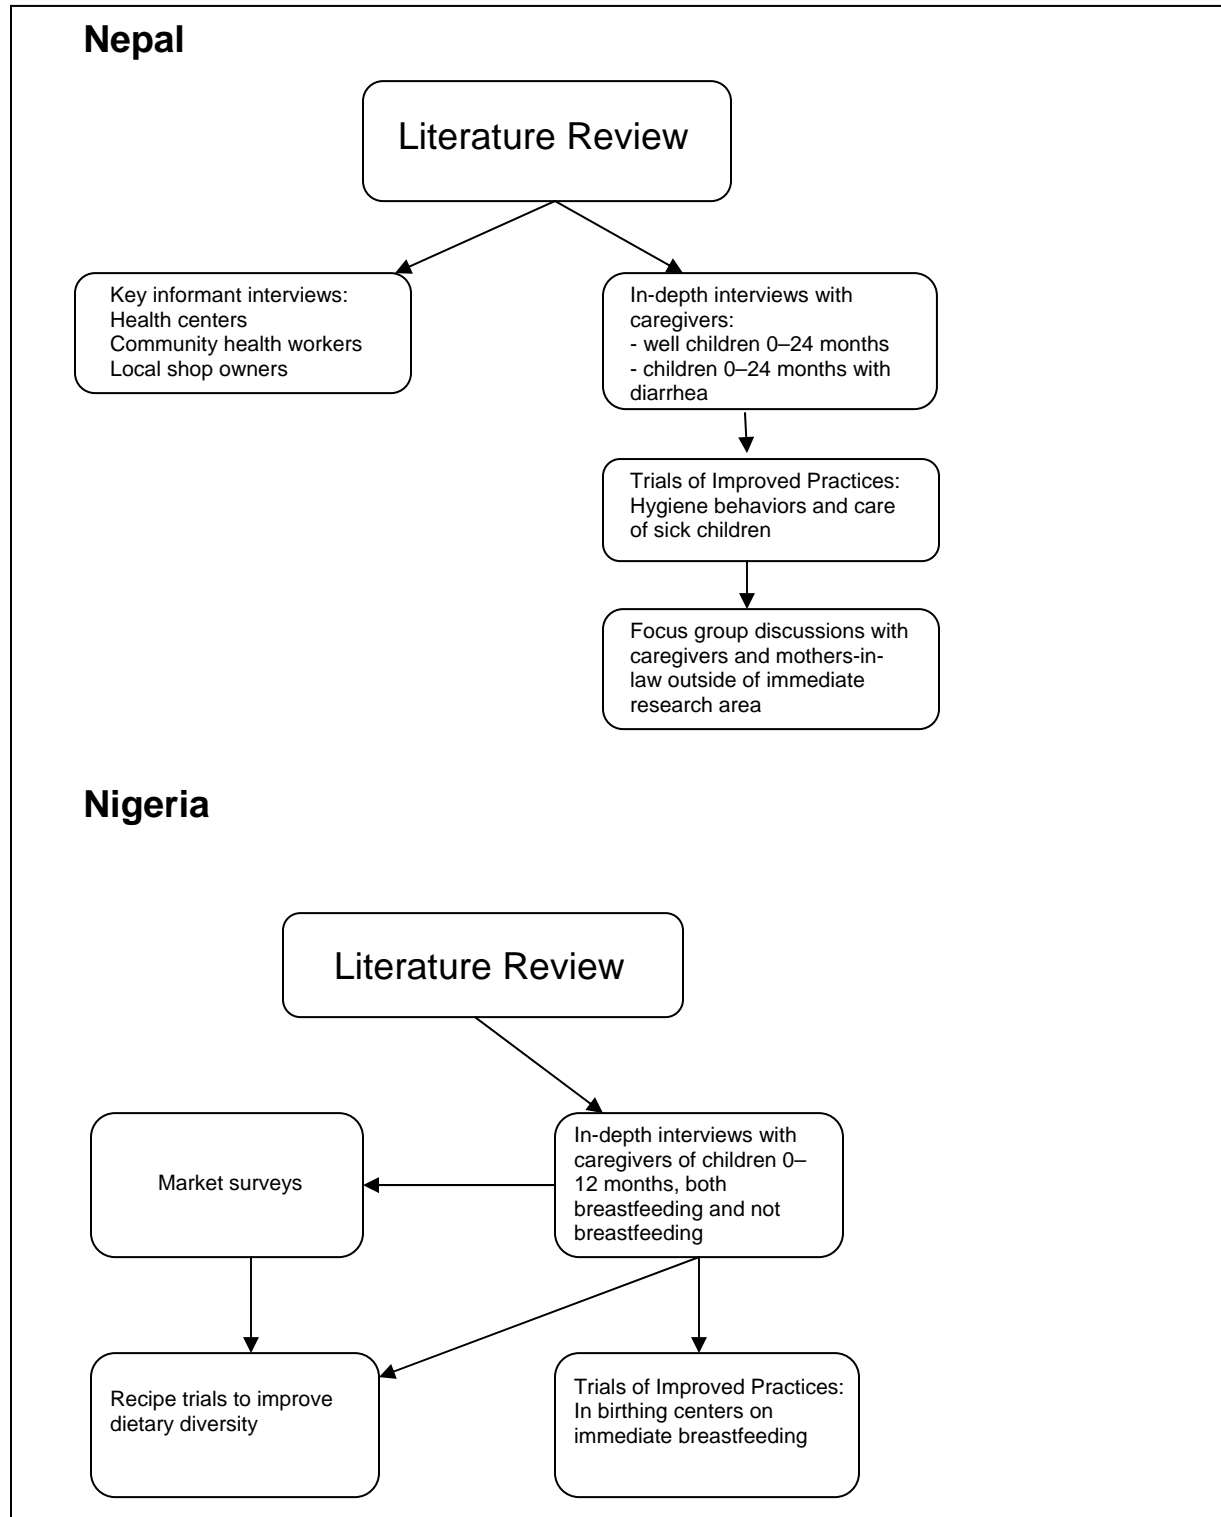 Nepal
Literature Review
Key informant interviews:
Health centers
Community health workers
Local shop owners
In-depth interviews with
caregivers:
- well children 0–24 months
- children 0–24 months with
diarrhea
Trials of Improved Practices:
Hygiene behaviors and care
of sick children
Focus group discussions with
caregivers and mothers-in-
law outside of immediate
research area
Nigeria
Literature Review
Market surveys
In-depth interviews with
caregivers of children 0–
12 months, both
breastfeeding and not
breastfeeding
Recipe trials to improve
dietary diversity
Trials of Improved Practices:
In birthing centers on
immediate breastfeeding